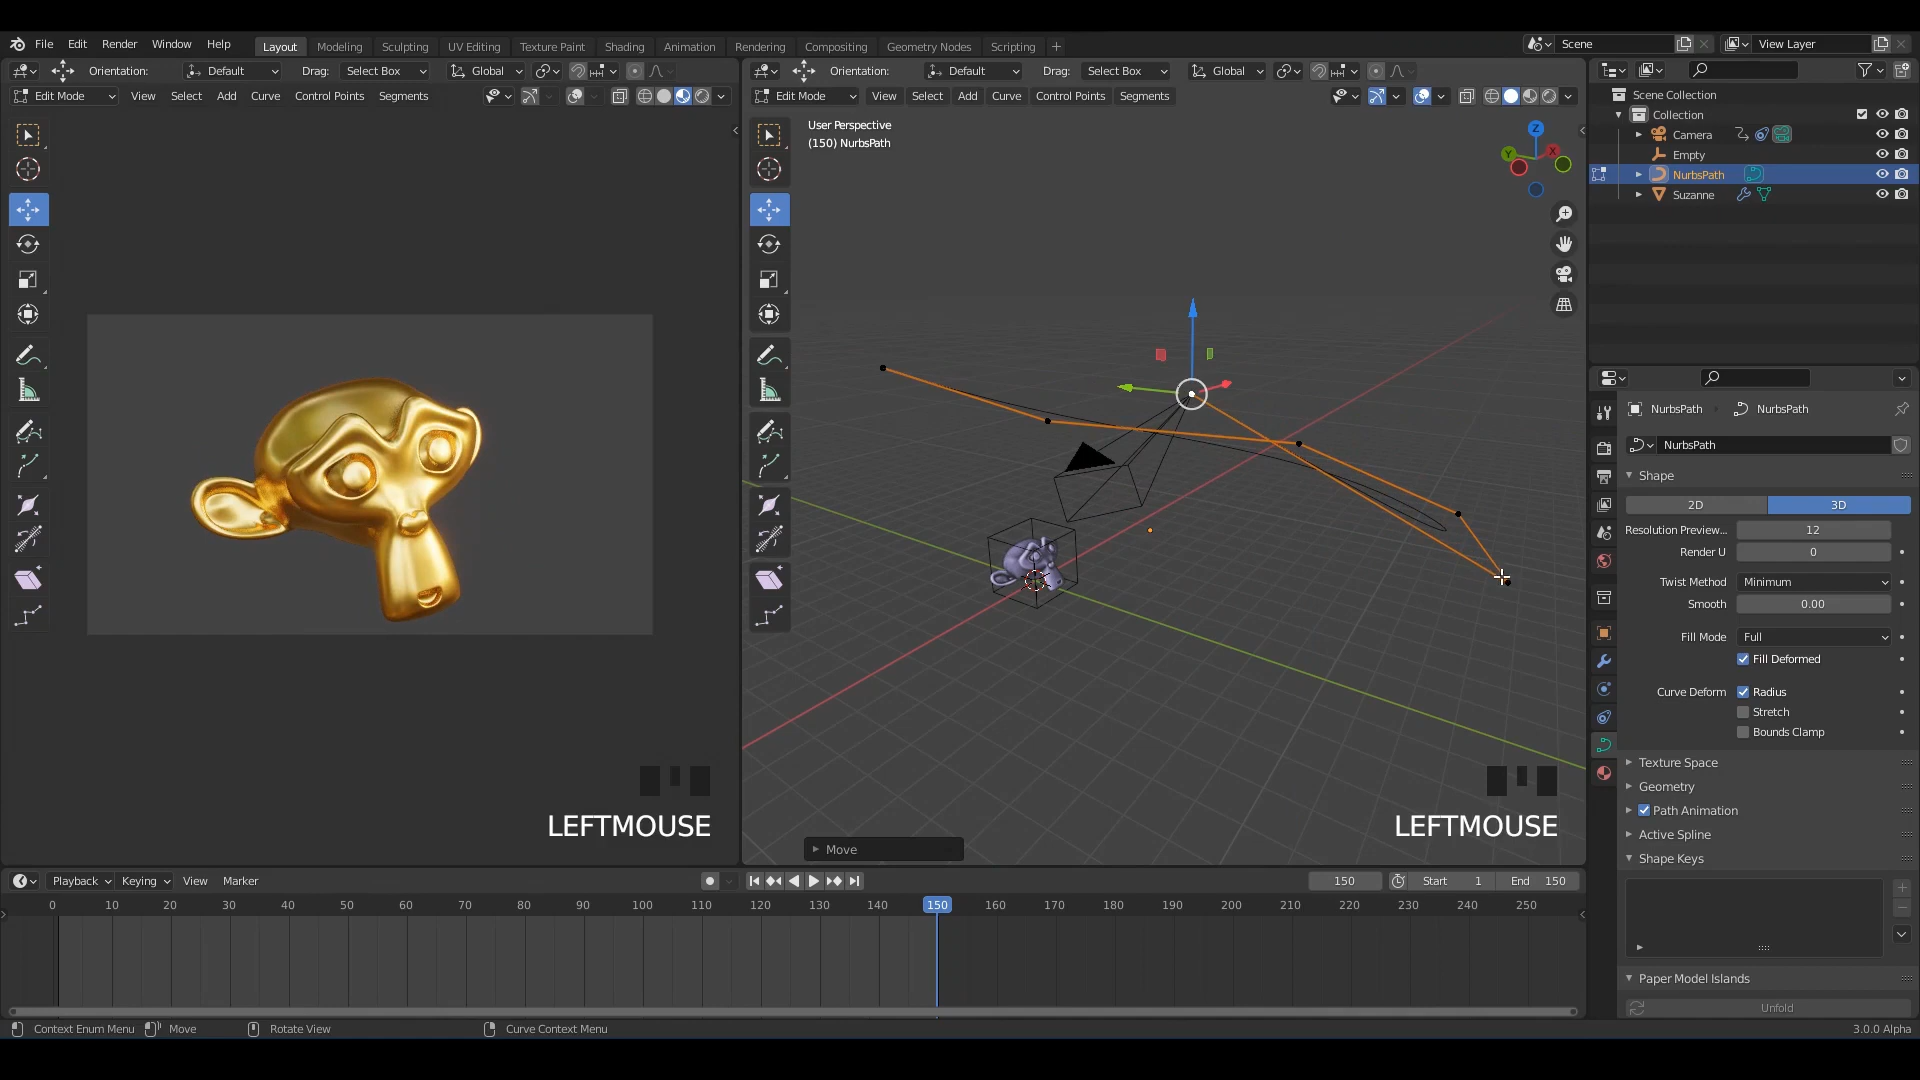 File Edit Render Window Help Layout Modeling Sculpting UV Editing Texture Paint Shading Animation Rendering Compositing Geometry Nodes Scripting + Scene View Layer
Orientation: Default Drag: Select Box Global Orientation: Default Drag: Select Box Global
Edit Mode View Select Add Curve Control Points Segments Edit Mode View Select Add Curve Control Points Segments
Scene Collection
Collection
Camera
Empty
NurbsPath
Suzanne
User Perspective
(150) NurbsPath
Z
Y
X
NurbsPath NurbsPath
NurbsPath
Shape
2D 3D
Resolution Preview... 12
Render U 0
Twist Method Minimum
Smooth 0.00
Fill Mode Full
Fill Deformed
Curve Deform Radius
Stretch
Bounds Clamp
Texture Space
Geometry
Path Animation
Active Spline
Shape Keys
Paper Model Islands
Unfold
LEFTMOUSE LEFTMOUSE
Move
Playback Keying View Marker 150 Start 1 End 150
0 10 20 30 40 50 60 70 80 90 100 110 120 130 140 150 160 170 180 190 200 210 220 230 240 250
Context Enum Menu Move Rotate View Curve Context Menu 3.0.0 Alpha